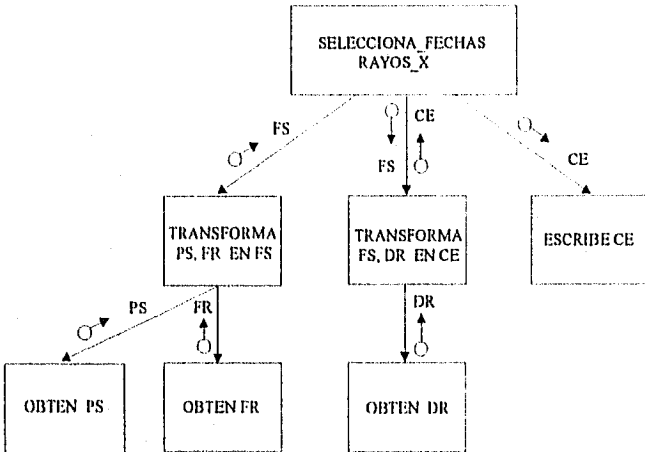 SELECCIONA_FECHAS
RAYOS_X
FS
CE
FS
CE
TRANSFORMA
PS, FR EN FS
TRANSFORMA
FS, DR EN CE
ESCRIBE CE
PS
FR
DR
OBTEN PS
OBTEN FR
OBTEN DR